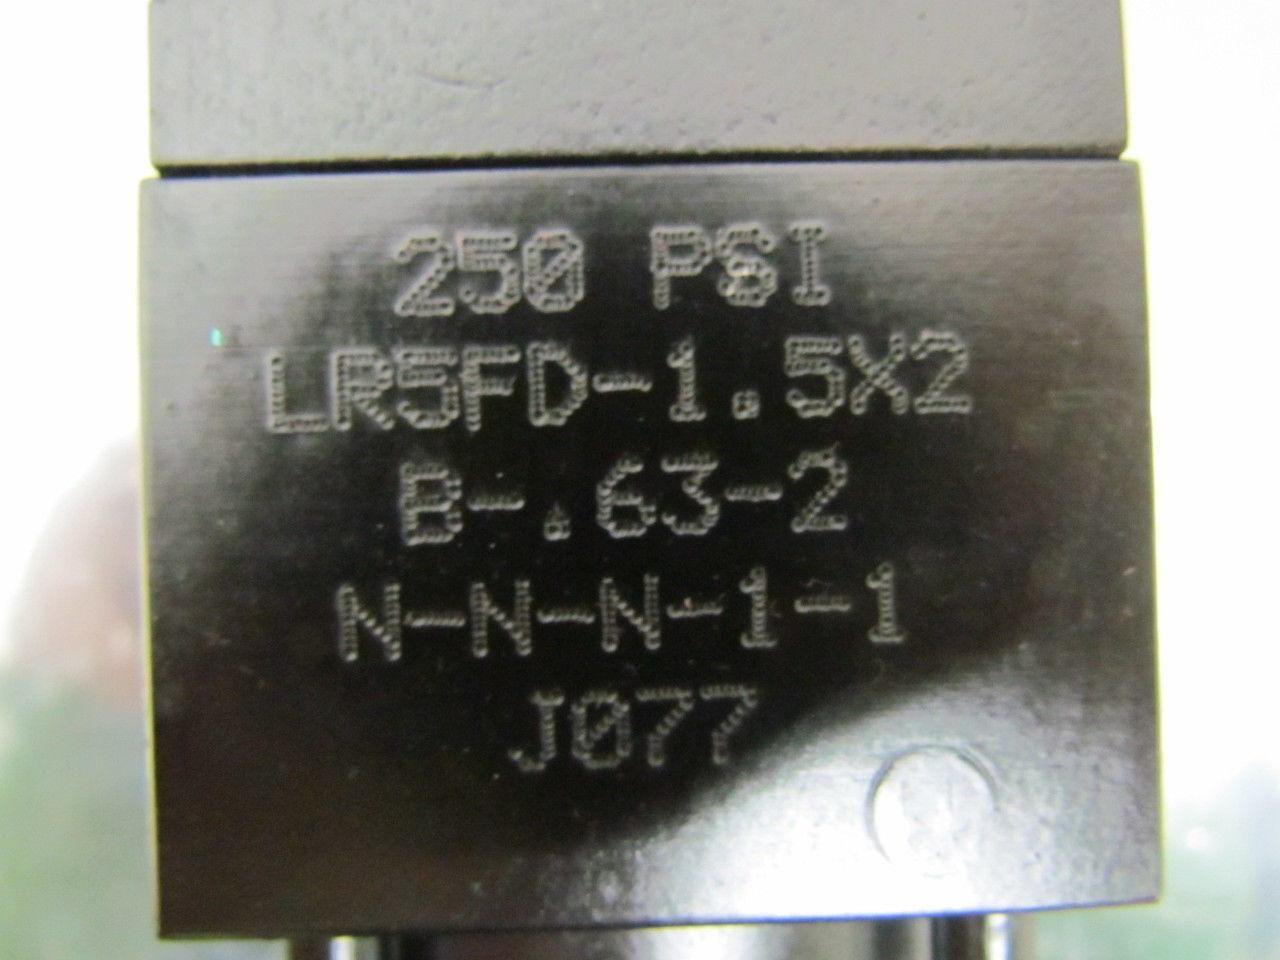 250 PSI
LR5FD-1.5X2
B-.63-2
N-N-N-1-1
J077